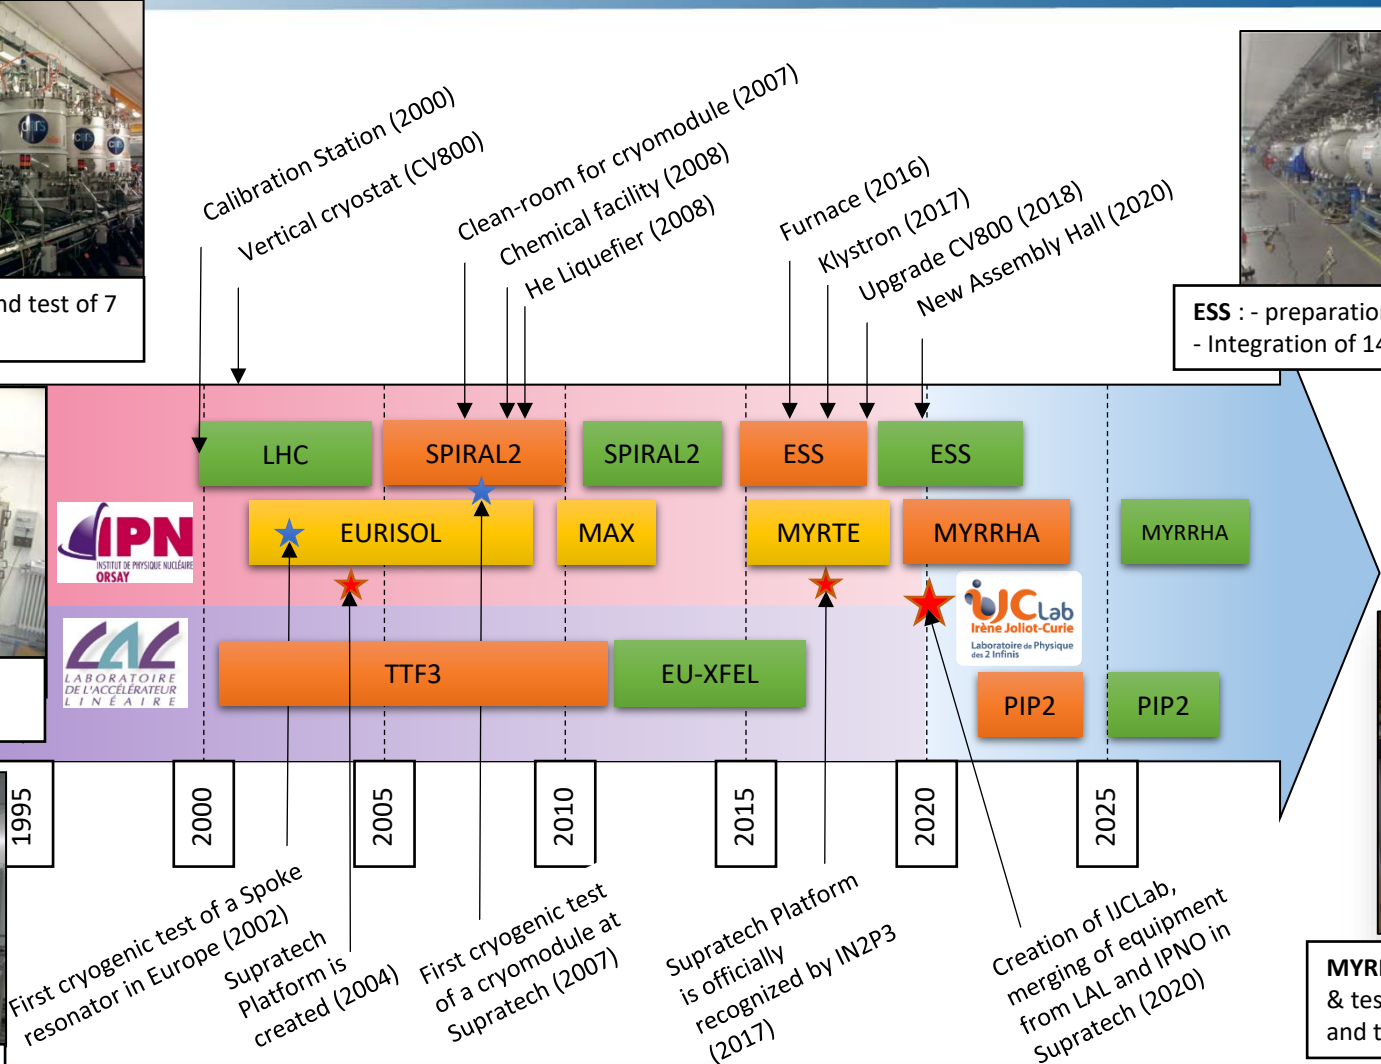 Calibration Station (2000)
Vertical cryostat (CV800)
Clean-room for cryomodule (2007)
Chemical facility (2008)
He Liquefier (2008)
Furnace (2016)
Klystron (2017)
Upgrade CV800 (2018)
New Assembly Hall (2020)
nd test of 7
ESS : - preparation
- Integration of 14
LHC
SPIRAL2
SPIRAL2
ESS
ESS
IPN
INSTITUT DE PHYSIQUE NUCLÉAIRE
ORSAY
EURISOL
MAX
MYRTE
MYRRHA
MYRRHA
LAL
LABORATOIRE
DE L'ACCÉLÉRATEUR
LINÉAIRE
TTF3
EU-XFEL
iJCLab
Irène Joliot-Curie
Laboratoire de Physique
des 2 Infinis
PIP2
PIP2
1995
2000
2005
2010
2015
2020
2025
First cryogenic test of a Spoke
resonator in Europe (2002)
Supratech
Platform is
created (2004)
First cryogenic test
of a cryomodule at
Supratech (2007)
Supratech Platform
is officially
recognized by IN2P3
(2017)
Creation of IJCLab,
merging of equipment
from LAL and IPNO in
Supratech (2020)
& tes
and t